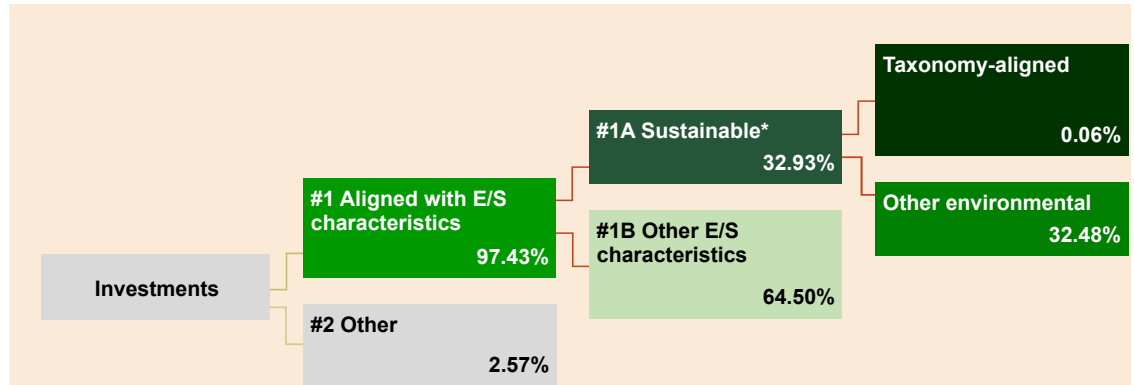 Taxonomy-aligned
0.06%
#1A Sustainable*
32.93%
#1 Aligned with E/S
characteristics
97.43%
Other environmental
32.48%
#1B Other E/S
characteristics
64.50%
Investments
#2 Other
2.57%